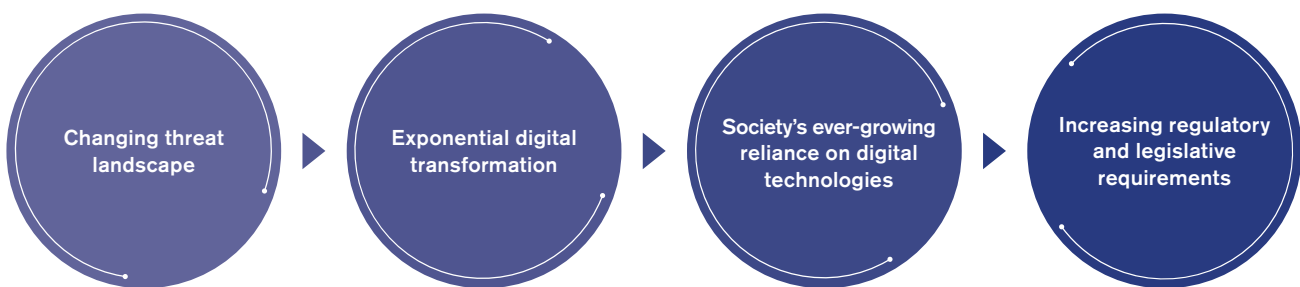 Changing threat
landscape
Exponential digital
transformation
Society’s ever-growing
reliance on digital
technologies
Increasing regulatory
and legislative
requirements